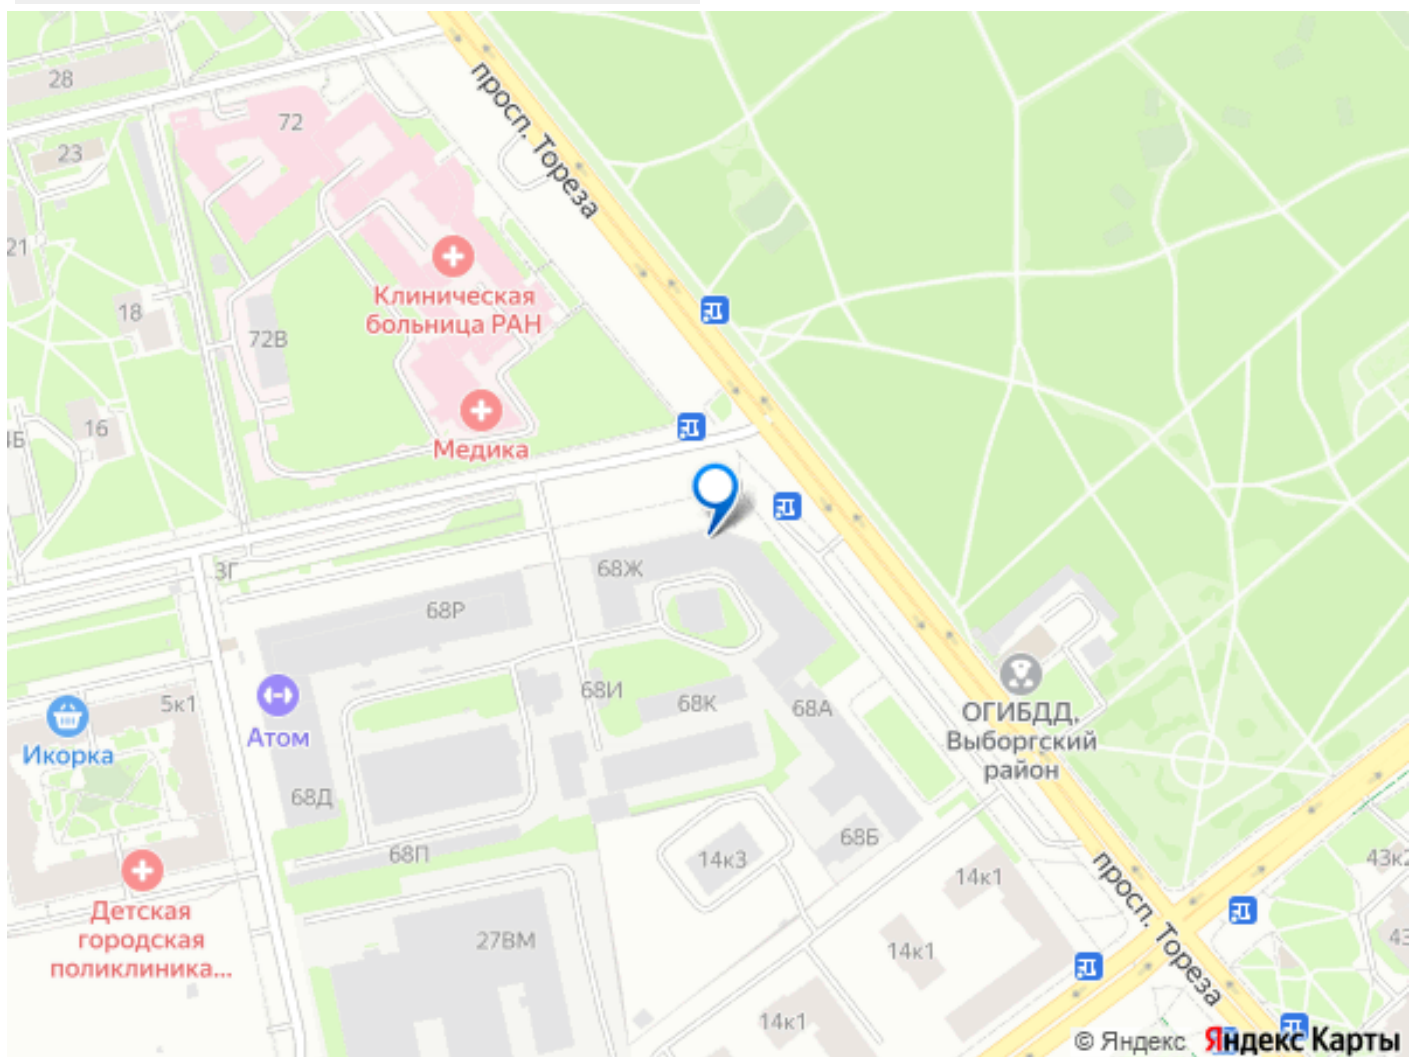 28
72
просп. Тореза
23
21
Клиническая
больница РАН
18
72В
16
4Б
Медика
3Г
68Ж
68Р
5к1
68И
68К
68А
Атом
Икорка
ОГИБДД,
Выборгский
район
68Д
68П
68Б
14к3
14к1
43к2
просп. Тореза
Детская
городская
поликлиника...
27ВМ
14к1
43
14к1
© Яндекс Яндекс Карты